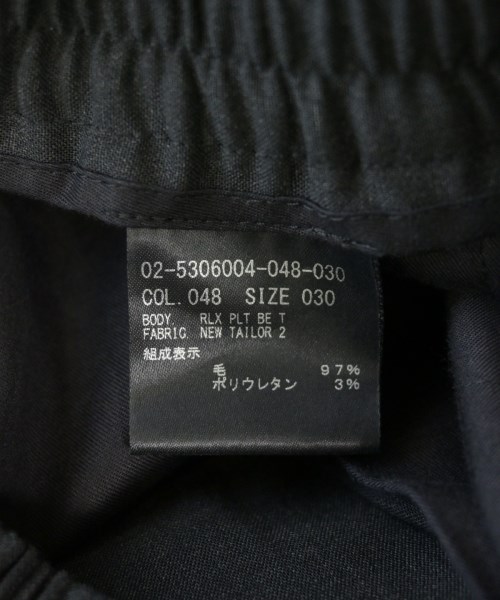 02-5306004-048-030
COL. 048 SIZE 030
BODY. RLX PLT BE T
FABRIC. NEW TAILOR 2
組成表示
毛 97%
ポリウレタン 3%